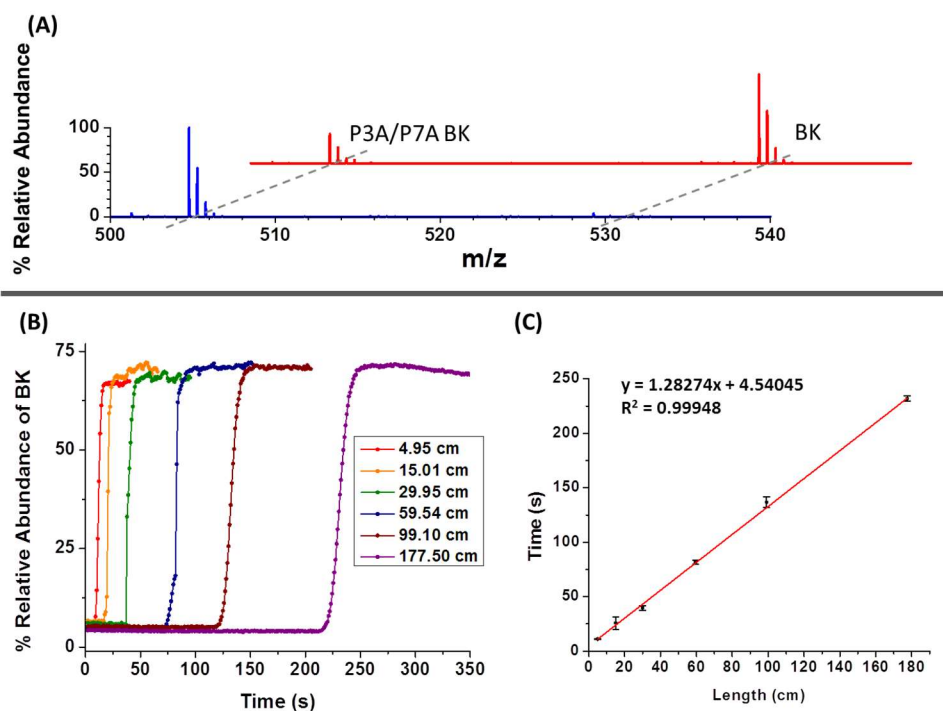 (A)
% Relative Abundance
100
50
0
P3A/P7A BK
BK
500 510 520 530 540
m/z
(B)
% Relative Abundance of BK
75
50
25
0
4.95 cm
15.01 cm
29.95 cm
59.54 cm
99.10 cm
177.50 cm
0 50 100 150 200 250 300 350
Time (s)
(C)
Time (s)
250
200
150
100
50
0
y = 1.28274x + 4.54045
R² = 0.99948
0 20 40 60 80 100 120 140 160 180
Length (cm)